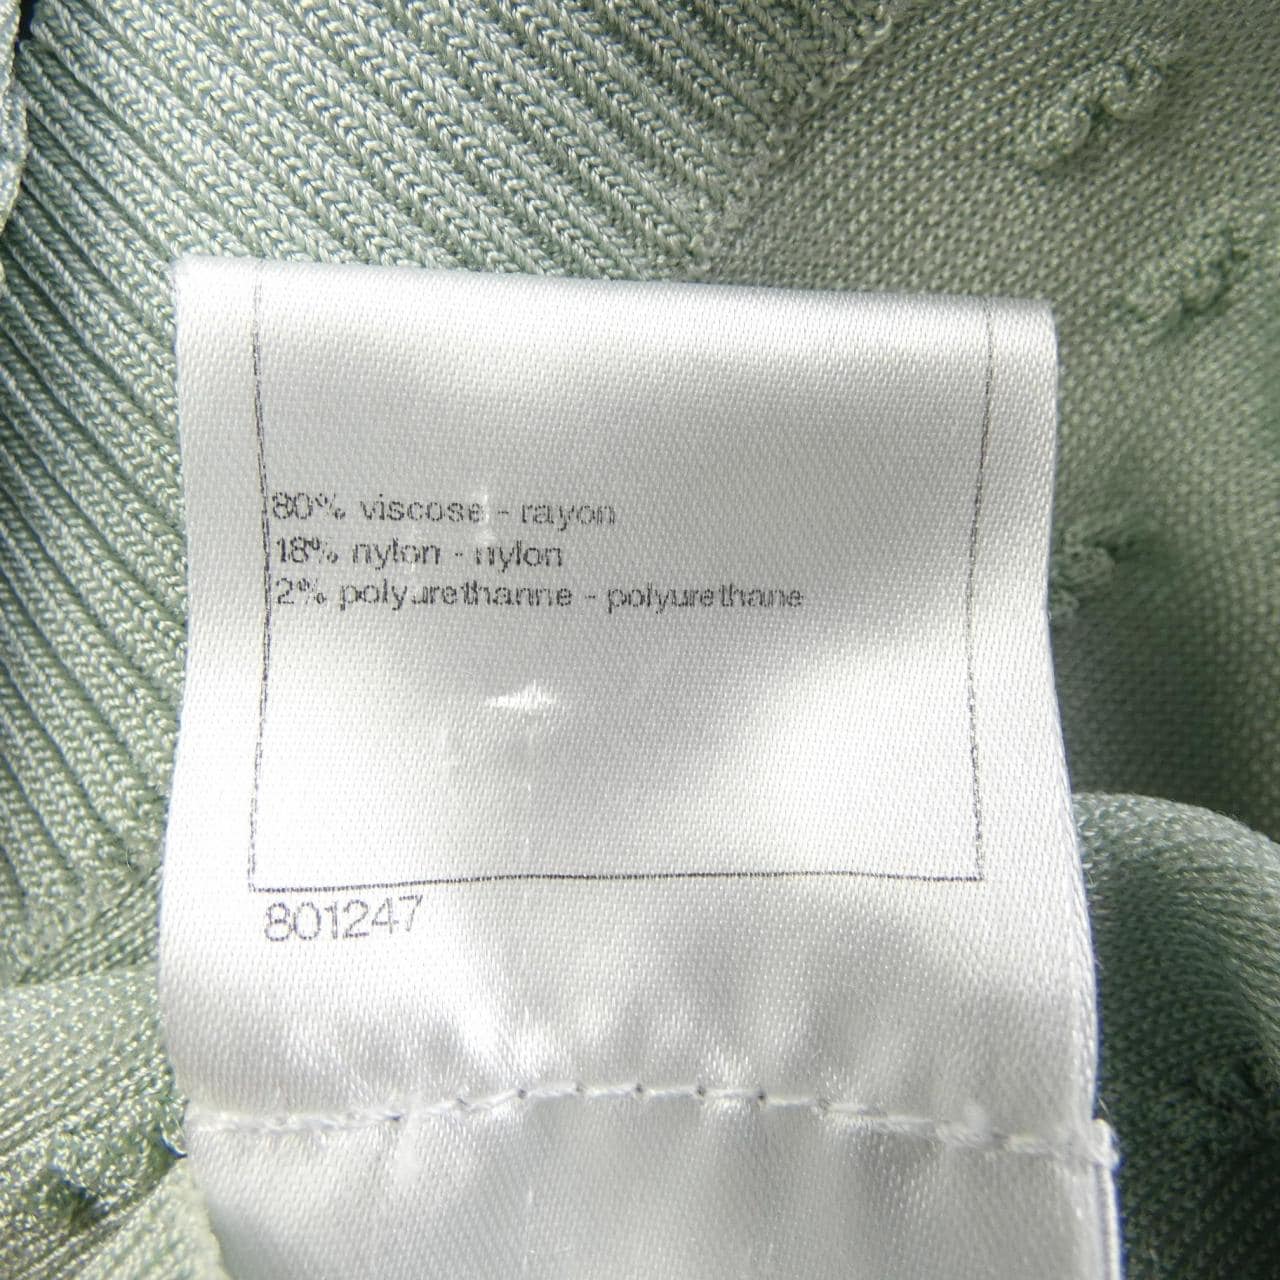 80% viscose - rayon
18% nylon - nylon
2% polyurethanne - polyurethane
801247